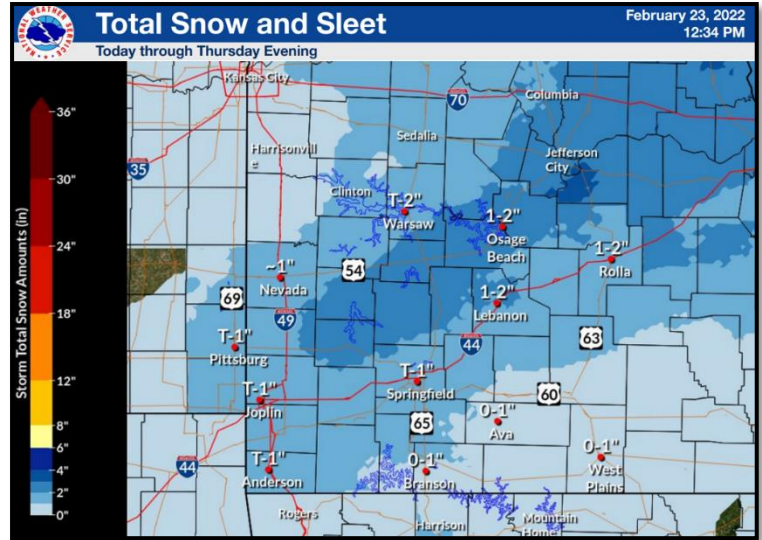 NATIONAL WEATHER SERVICE
Total Snow and Sleet
February 23, 2022
12:34 PM
Today through Thursday Evening
Storm Total Snow Amounts (in)
36"
30"
24"
18"
12"
8"
6"
4"
2"
0"
Kansas City
70
Columbia
Sedalia
35
Harrisonvill
e
Jefferson
City
Clinton
T-2"
Warsaw
1-2"
Osage
Beach
1-2"
Rolla
~1"
Nevada
54
69
49
1-2"
Lebanon
63
44
T-1"
Pittsburg
T-1"
Springfield
T-1"
Joplin
60
65
0-1"
Ava
44
T-1"
Anderson
0-1"
Branson
0-1"
West
Plains
Rogers
Harrison
Mountain
Home